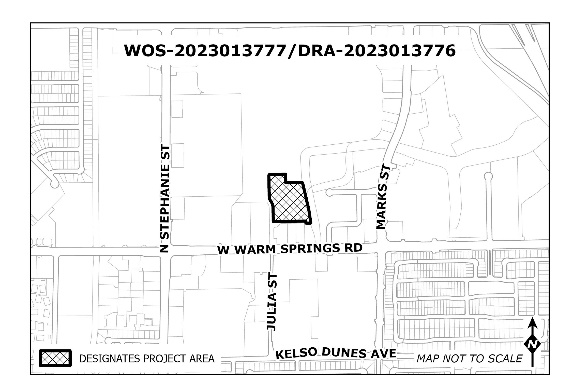 WOS-2023013777/DRA-2023013776
N STEPHANIE ST
MARKS ST
W WARM SPRINGS RD
JULIA ST
KELSO DUNES AVE
DESIGNATES PROJECT AREA
MAP NOT TO SCALE
N